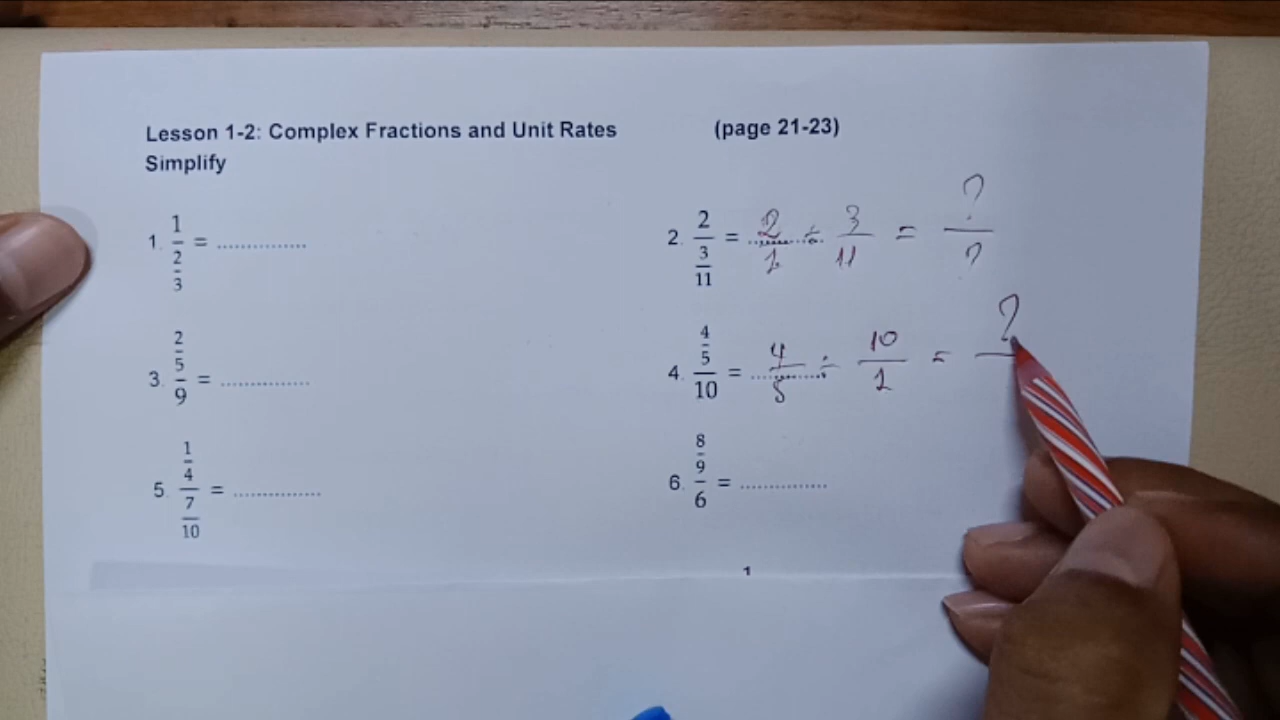 Lesson 1-2: Complex Fractions and Unit Rates (page 21-23)
Simplify
1. 1/(2/3) = ...............
2. 2/(3/11) = 2/1 ÷ 3/11 = ?/?
3. (2/5)/9 = ...............
4. (4/5)/10 = 4/5 ÷ 10/1 = ?
5. (1/4)/(7/10) = ...............
6. (8/9)/6 = ...............
1